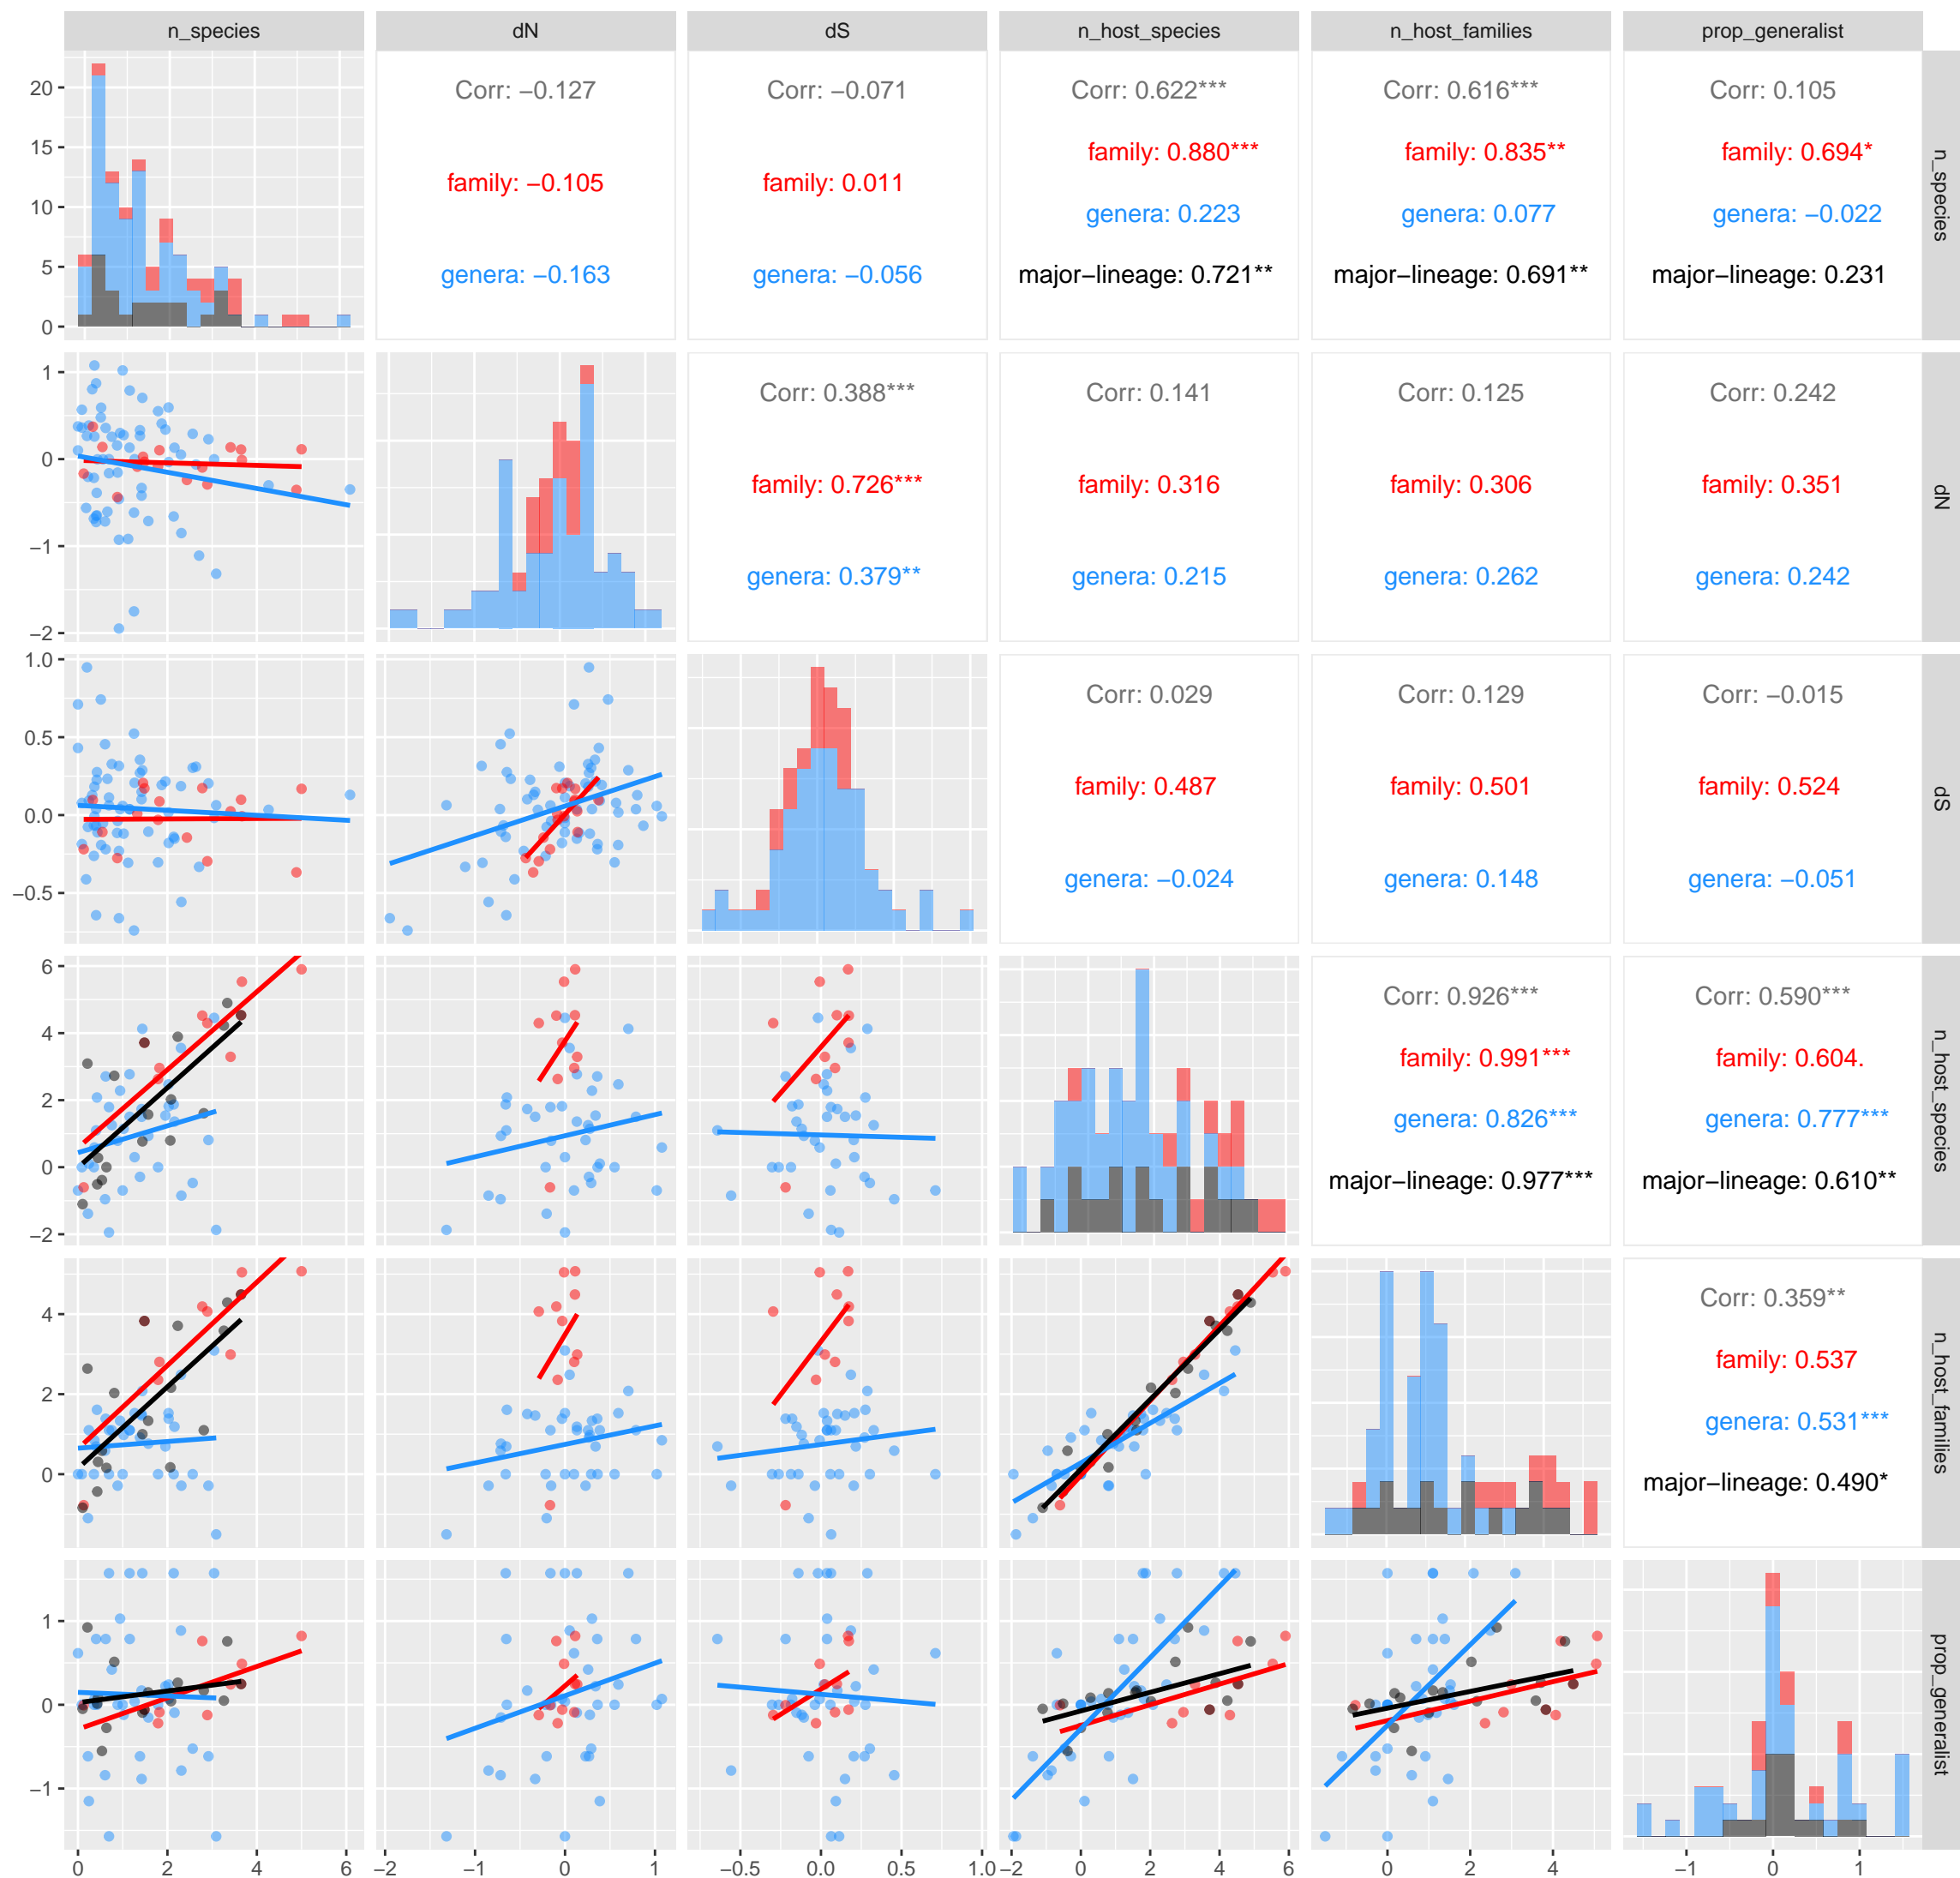 n_species dN dS n_host_species n_host_families prop_generalist
20
15
10
5
0
Corr: −0.127
family: −0.105
genera: −0.163
Corr: −0.071
family: 0.011
genera: −0.056
Corr: 0.622***
family: 0.880***
genera: 0.223
major−lineage: 0.721**
Corr: 0.616***
family: 0.835**
genera: 0.077
major−lineage: 0.691**
Corr: 0.105
family: 0.694*
genera: −0.022
major−lineage: 0.231
n_species
1
0
−1
−2
Corr: 0.388***
family: 0.726***
genera: 0.379**
Corr: 0.141
family: 0.316
genera: 0.215
Corr: 0.125
family: 0.306
genera: 0.262
Corr: 0.242
family: 0.351
genera: 0.242
dN
1.0
0.5
0.0
−0.5
Corr: 0.029
family: 0.487
genera: −0.024
Corr: 0.129
family: 0.501
genera: 0.148
Corr: −0.015
family: 0.524
genera: −0.051
dS
6
4
2
0
−2
Corr: 0.926***
family: 0.991***
genera: 0.826***
major−lineage: 0.977***
Corr: 0.590***
family: 0.604.
genera: 0.777***
major−lineage: 0.610**
n_host_species
4
2
0
Corr: 0.359**
family: 0.537
genera: 0.531***
major−lineage: 0.490*
n_host_families
1
0
−1
prop_generalist
0 2 4 6 −2 −1 0 1 −0.5 0.0 0.5 1.0 −2 0 2 4 6 0 2 4 −1 0 1